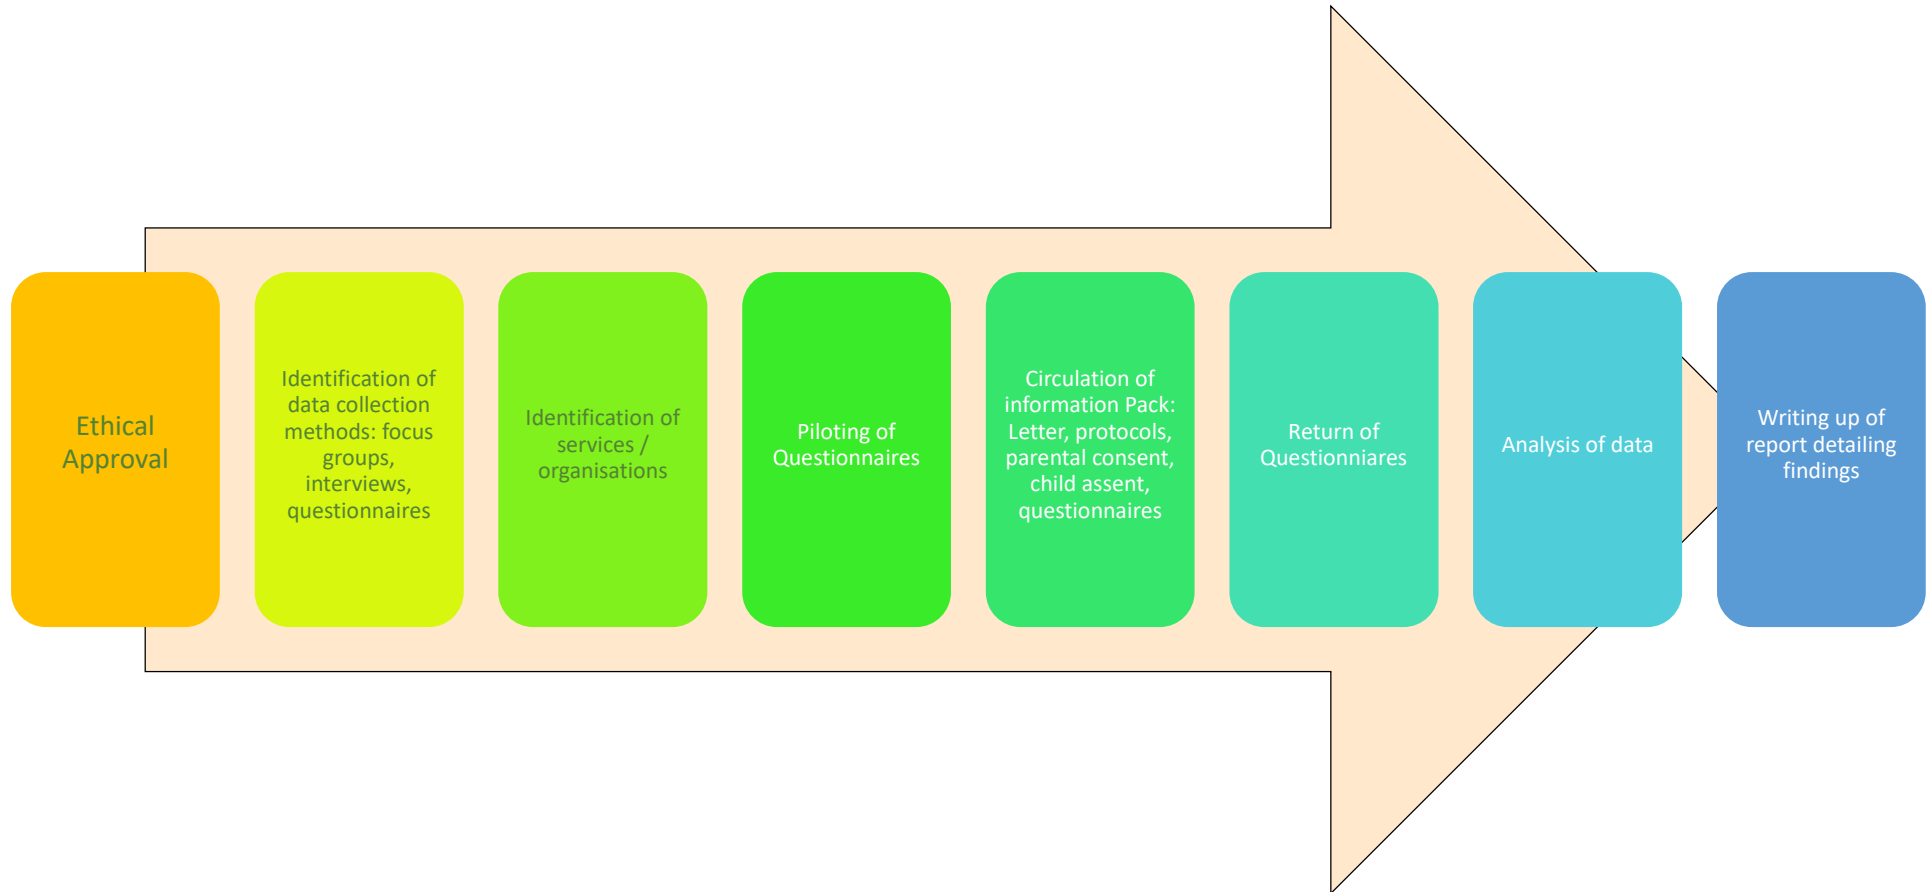 Ethical
Approval
Identification of
data collection
methods: focus
groups,
interviews,
questionnaires
Identification of
services /
organisations
Piloting of
Questionnaires
Circulation of
information Pack:
Letter, protocols,
parental consent,
child assent,
questionnaires
Return of
Questionniares
Analysis of data
Writing up of
report detailing
findings